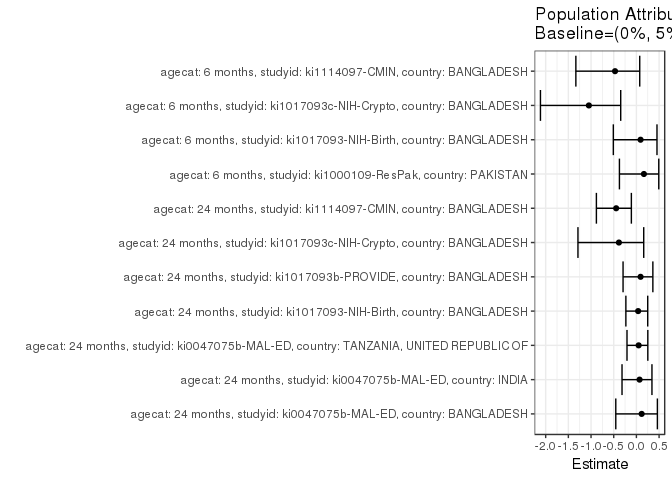 Population Attribu
Baseline=(0%, 5%
agecat: 6 months, studyid: ki1114097-CMIN, country: BANGLADESH
agecat: 6 months, studyid: ki1017093c-NIH-Crypto, country: BANGLADESH
agecat: 6 months, studyid: ki1017093-NIH-Birth, country: BANGLADESH
agecat: 6 months, studyid: ki1000109-ResPak, country: PAKISTAN
agecat: 24 months, studyid: ki1114097-CMIN, country: BANGLADESH
agecat: 24 months, studyid: ki1017093c-NIH-Crypto, country: BANGLADESH
agecat: 24 months, studyid: ki1017093b-PROVIDE, country: BANGLADESH
agecat: 24 months, studyid: ki1017093-NIH-Birth, country: BANGLADESH
agecat: 24 months, studyid: ki0047075b-MAL-ED, country: TANZANIA, UNITED REPUBLIC OF
agecat: 24 months, studyid: ki0047075b-MAL-ED, country: INDIA
agecat: 24 months, studyid: ki0047075b-MAL-ED, country: BANGLADESH
-2.0 -1.5 -1.0 -0.5 0.0 0.5
Estimate